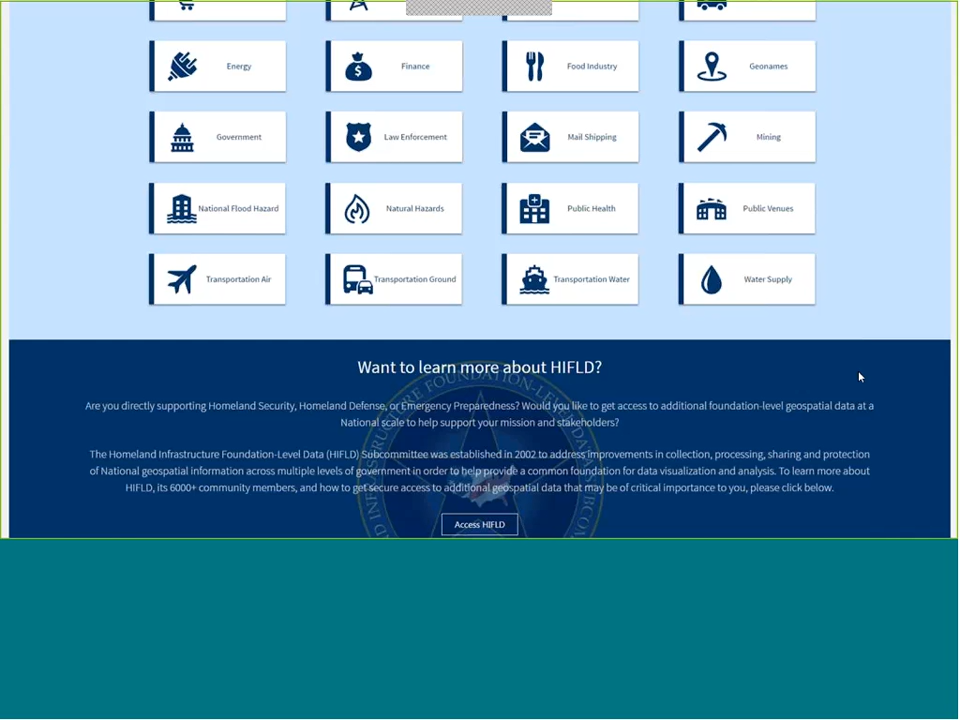 Energy
Finance
Food Industry
Geonames
Government
Law Enforcement
Mail Shipping
Mining
National Flood Hazard
Natural Hazards
Public Health
Public Venues
Transportation Air
Transportation Ground
Transportation Water
Water Supply
Want to learn more about HIFLD?
Are you directly supporting Homeland Security, Homeland Defense, or Emergency Preparedness? Would you like to get access to additional foundation-level geospatial data at a
National scale to help support your mission and stakeholders?
The Homeland Infrastructure Foundation-Level Data (HIFLD) Subcommittee was established in 2002 to address improvements in collection, processing, sharing and protection
of National geospatial information across multiple levels of government in order to help provide a common foundation for data visualization and analysis. To learn more about
HIFLD, its 6000+ community members, and how to get secure access to additional geospatial data that may be of critical importance to you, please click below.
Access HIFLD